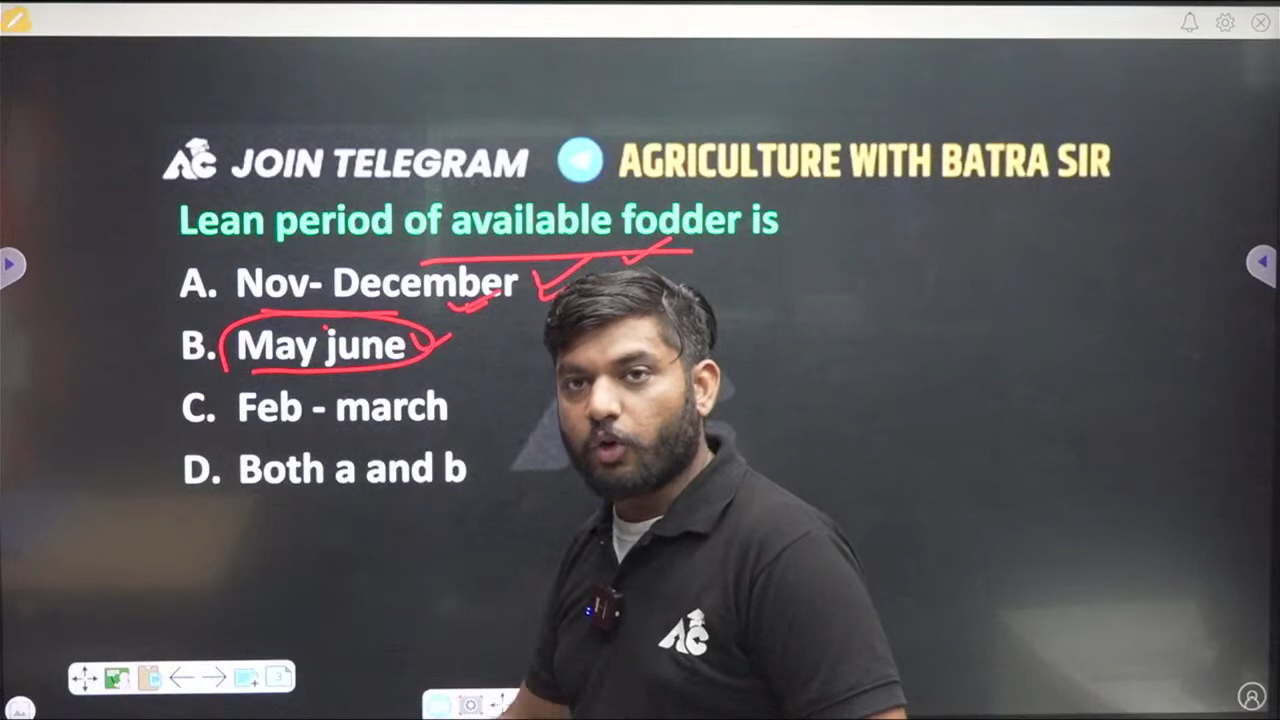 AC JOIN TELEGRAM AGRICULTURE WITH BATRA SIR
Lean period of available fodder is
A. Nov- December
B. May june
C. Feb - march
D. Both a and b
AC
3